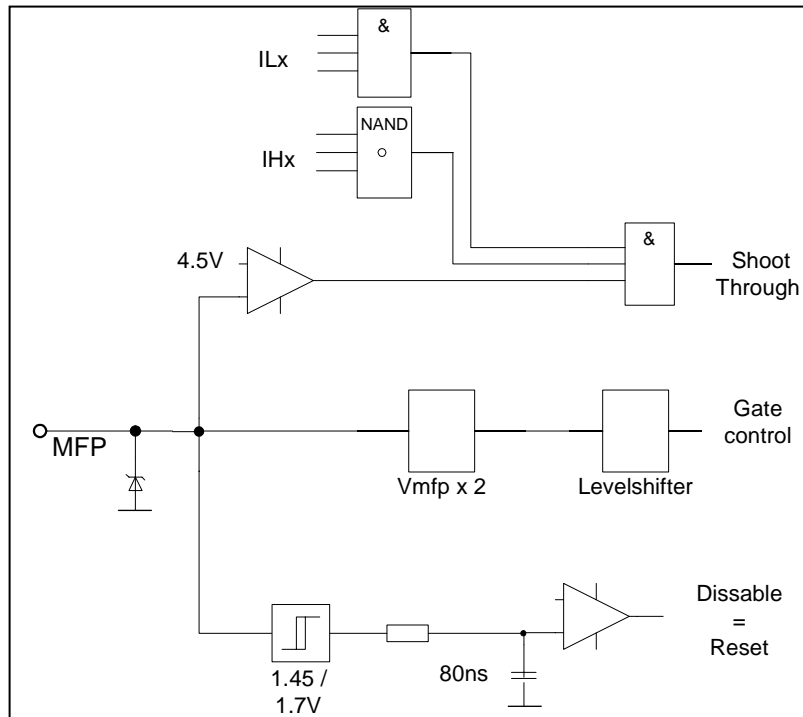 &
ILx
NAND
IHx
&
4.5V
Shoot
Through
MFP
Gate
control
Vmfp x 2
Levelshifter
Dissable
=
Reset
80ns
1.45 /
1.7V